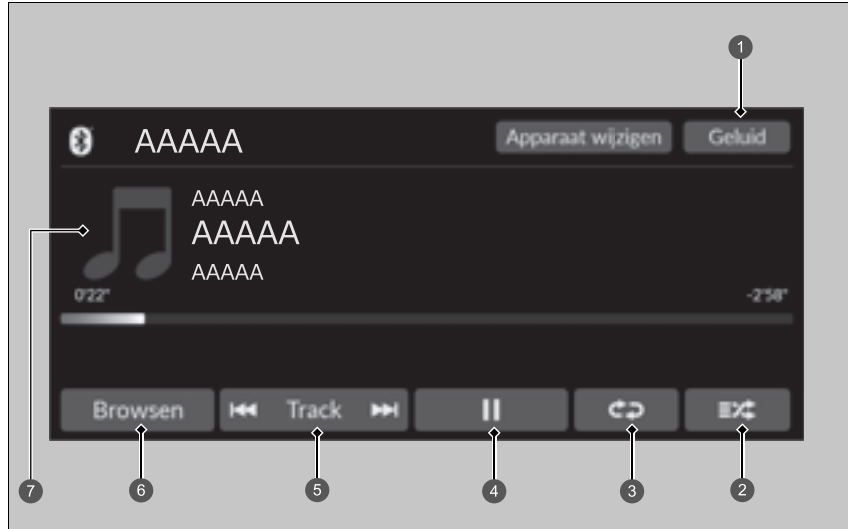 1
AAAAA Apparaat wijzigen Geluid
AAAAA
AAAAA
AAAAA
0'22" -2'58"
Browsen Track
7 6 5 4 3 2